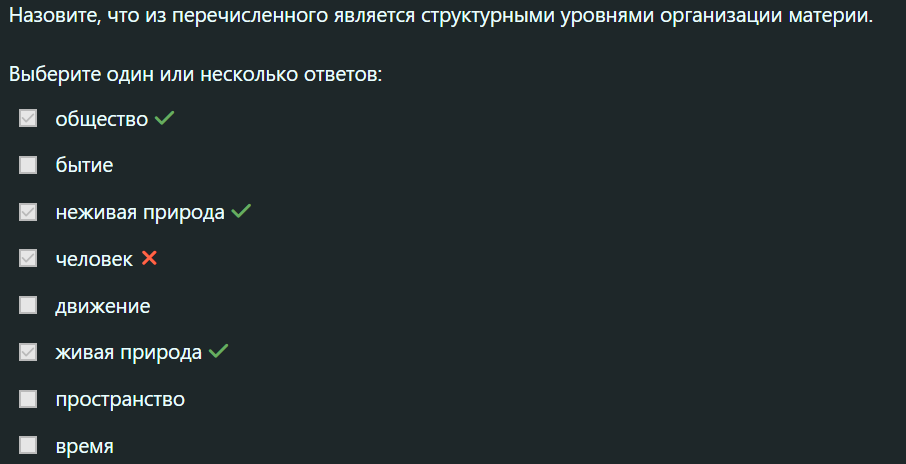 Назовите, что из перечисленного является структурными уровнями организации материи.
Выберите один или несколько ответов:
общество
бытие
неживая природа
человек
движение
живая природа
пространство
время